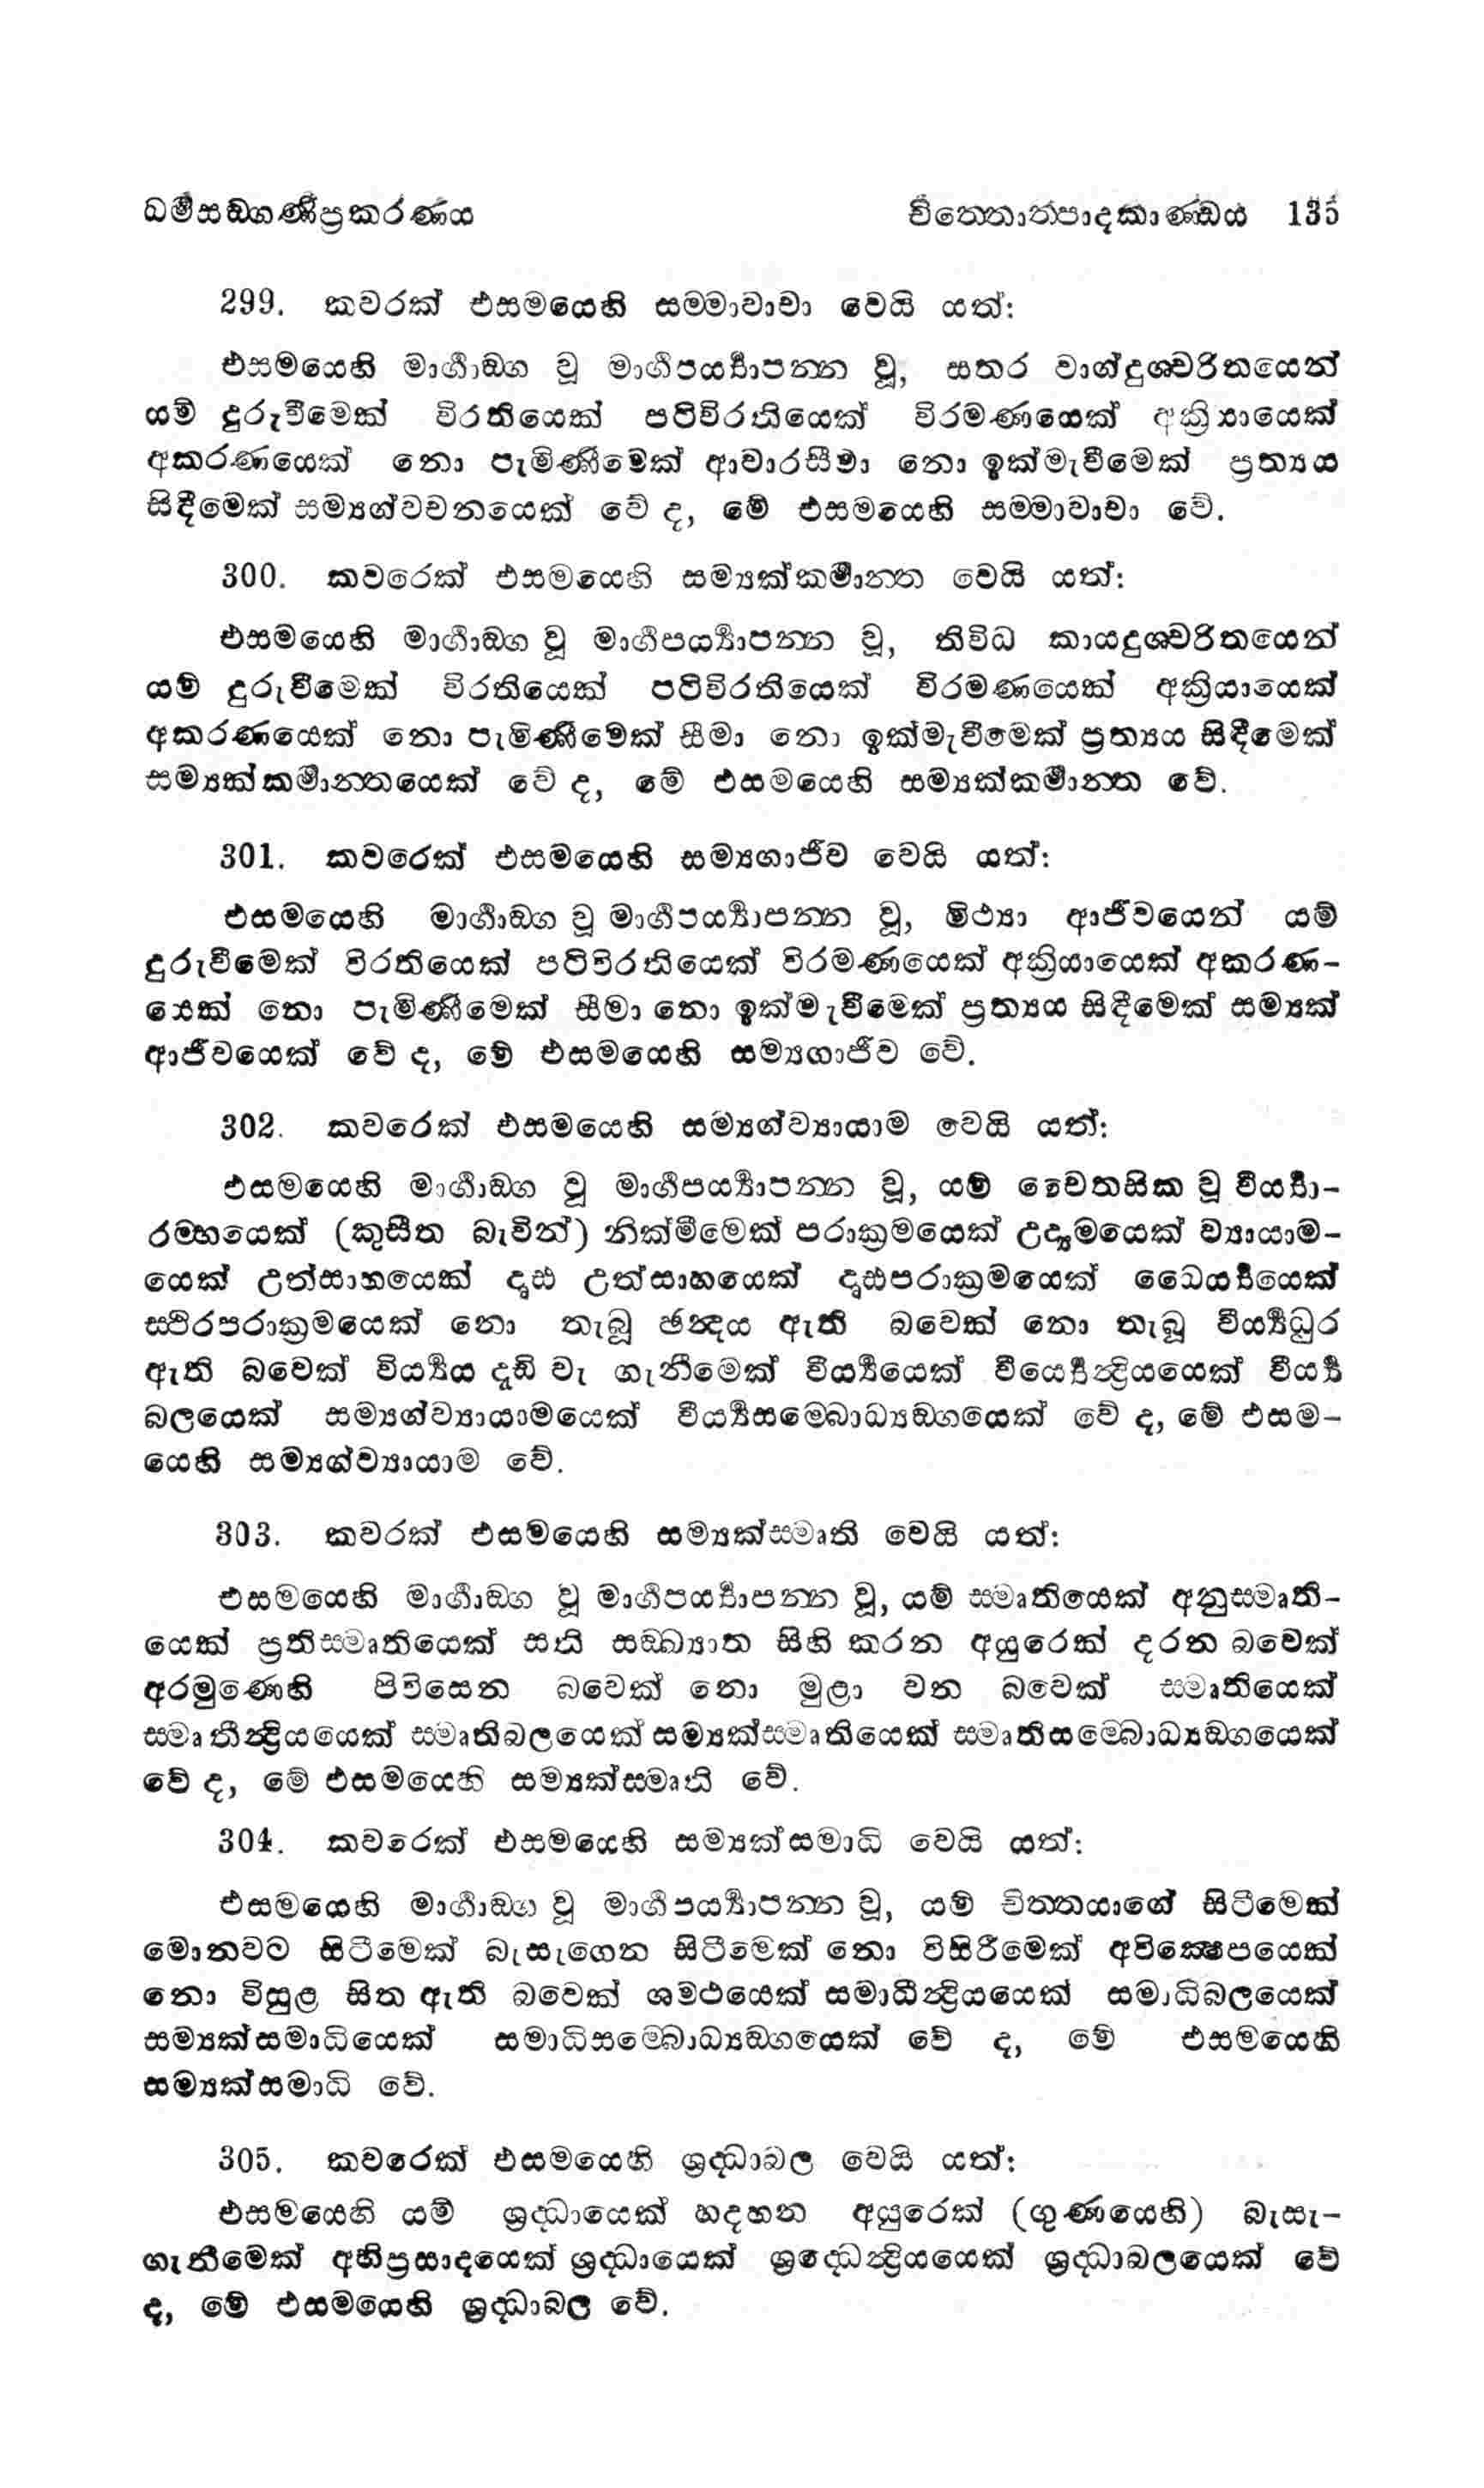 ධර්‍මසඞ්ගණීප්‍රකරණය චිත්තොත්පාදකාණ්ඩය 135
299. කවරක් එසමයෙහි සම්මාවාචා වෙයි යත්:
එසමයෙහි මාර්‍ගාඞ්ග වූ මාර්‍ගපර්‍ය්‍යාපන්න වූ, සතර වාග්දුශ්චරිතයෙන්
යම් දුරුවීමෙක් විරතියෙක් පටිවිරතියෙක් විරමණයෙක් අක්‍රියායෙක්
අකරණයෙක් නො පැමිණීමෙක් ආචාරසීමා නො ඉක්මැවීමෙක් ප්‍රත්‍යය
සිදීමෙක් සම්‍යග්වචනයෙක් වේ ද, මේ එසමයෙහි සම්මාවාචා වේ.
300. කවරෙක් එසමයෙහි සම්‍යක්කර්‍මාන්ත වෙයි යත්:
එසමයෙහි මාර්‍ගාඞ්ග වූ මාර්‍ගපර්‍ය්‍යාපන්න වූ, තිවිධ කායදුශ්චරිතයෙන්
යම් දුරුවීමෙක් විරතියෙක් පටිවිරතියෙක් විරමණයෙක් අක්‍රියායෙක්
අකරණයෙක් නො පැමිණීමෙක් සීමා නො ඉක්මැවීමෙක් ප්‍රත්‍යය සිඳීමෙක්
සම්‍යක්කර්‍මාන්තයෙක් වේ ද, මේ එසමයෙහි සම්‍යක්කර්‍මාන්ත වේ.
301. කවරෙක් එසමයෙහි සම්‍යගාජීව වෙයි යත්:
එසමයෙහි මාර්‍ගාඞ්ග වූ මාර්‍ගපර්‍ය්‍යාපන්න වූ, මිථ්‍යා ආජීවයෙන් යම්
දුරුවීමෙක් විරතියෙක් පටිවිරතියෙක් විරමණයෙක් අක්‍රියායෙක් අකරණ-
යෙක් නො පැමිණීමෙක් සීමා නො ඉක්මැවීමෙක් ප්‍රත්‍යය සිදීමෙක් සම්‍යක්
ආජීවයෙක් වේ ද, මේ එසමයෙහි සම්‍යගාජීව වේ.
302. කවරෙක් එසමයෙහි සම්‍යග්ව්‍යායාම වෙයි යත්:
එසමයෙහි මාර්‍ගාඞ්ග වූ මාර්‍ගපර්‍ය්‍යාපන්න වූ, යම් චෛතසික වූ වීර්‍ය්‍යා-
රම්භයෙක් (කුසීත බැවින්) නික්මීමෙක් පරාක්‍රමයෙක් උද්‍යමයෙක් ව්‍යායාම-
යෙක් උත්සාහයෙක් දෘඪ උත්සාහයෙක් දෘඪපරාක්‍රමයෙක් ධෛර්‍ය්‍යයෙක්
ස්ථිරපරාක්‍රමයෙක් නො තැබූ ඡන්‍දය ඇති බවෙක් නො තැබූ වීර්‍ය්‍යධුර
ඇති බවෙක් වීර්‍ය්‍යය දැඩි වැ ගැනීමෙක් වීර්‍ය්‍යයෙක් වීර්‍ය්‍යෙන්‍ද්‍රියයෙක් වීර්‍ය්‍ය
බලයෙක් සම්‍යග්ව්‍යායාමයෙක් වීර්‍ය්‍යසම්බොධ්‍යඞ්ගයෙක් වේ ද, මේ එසම-
යෙහි සම්‍යග්ව්‍යායාම වේ.
303. කවරක් එසමයෙහි සම්‍යක්ස්මෘති වෙයි යත්:
එසමයෙහි මාර්‍ගාඞ්ග වූ මාර්‍ගපර්‍ය්‍යාපන්න වූ, යම් ස්මෘතියෙක් අනුස්මෘති-
යෙක් ප්‍රතිස්මෘතියෙක් සති සඞ්ඛ්‍යාත සිහි කරන අයුරෙක් දරන බවෙක්
අරමුණෙහි පිවිසෙන බවෙක් නො මුළා වන බවෙක් ස්මෘතියෙක්
ස්මෘතීන්‍ද්‍රියයෙක් ස්මෘතිබලයෙක් සම්‍යක්ස්මෘතියෙක් ස්මෘතිසම්බොධ්‍යඞ්ගයෙක්
වේ ද, මේ එසමයෙහි සම්‍යක්ස්මෘති වේ.
304. කවරෙක් එසමයෙහි සම්‍යක්සමාධි වෙයි යත්:
එසමයෙහි මාර්‍ගාඞ්ග වූ මාර්‍ගපර්‍ය්‍යාපන්න වූ, යම් චිත්තයාගේ සිටීමෙක්
මොනවට සිටීමෙක් බැසැගෙන සිටීමෙක් නො විසිරීමෙක් අවික්‍ෂෙපයෙක්
නො විසුළ සිත ඇති බවෙක් ශමථයෙක් සමාධීන්‍ද්‍රියයෙක් සමාධිබලයෙක්
සම්‍යක්සමාධියෙක් සමාධිසම්බොධ්‍යඞ්ගයෙක් වේ ද, මේ එසමයෙහි
සම්‍යක්සමාධි වේ.
305. කවරෙක් එසමයෙහි ශ්‍රද්ධාබල වෙයි යත්:
එසමයෙහි යම් ශ්‍රද්ධායෙක් හදහන අයුරෙක් (ගුණයෙහි) බැසැ-
ගැනීමෙක් අභිප්‍රසාදයෙක් ශ්‍රද්ධායෙක් ශ්‍රද්ධෙන්‍ද්‍රියයෙක් ශ්‍රද්ධාබලයෙක් වේ
ද, මේ එසමයෙහි ශ්‍රද්ධාබල වේ.